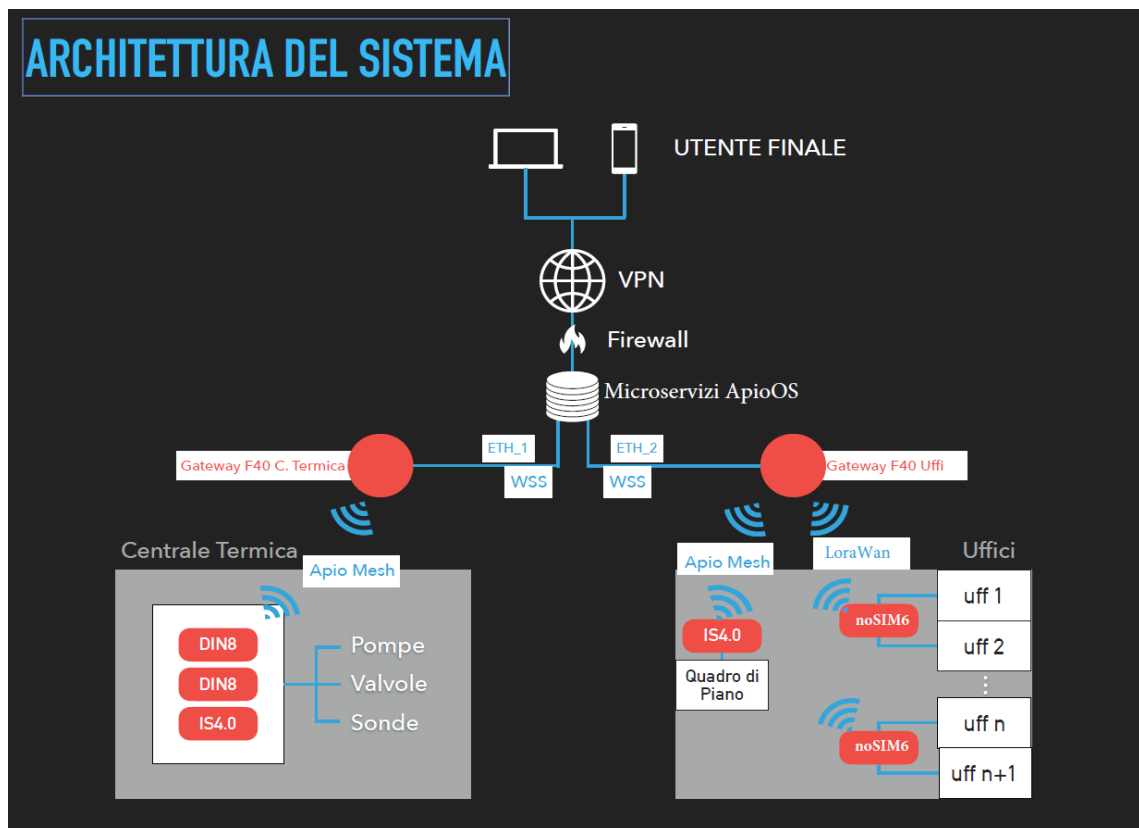 ARCHITETTURA DEL SISTEMA
UTENTE FINALE
VPN
Firewall
Microservizi ApioOS
ETH_1
ETH_2
Gateway F40 C. Termica
WSS
WSS
Gateway F40 Uffi
Centrale Termica
Apio Mesh
Apio Mesh
LoraWan
Uffici
DIN8
DIN8
IS4.0
Pompe
Valvole
Sonde
IS4.0
Quadro di
Piano
noSIM6
uff 1
uff 2
⋮
noSIM6
uff n
uff n+1